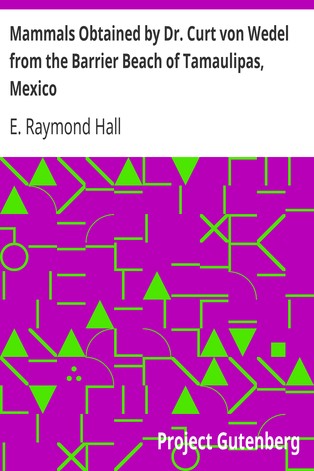 Mammals Obtained by Dr. Curt von Wedel
from the Barrier Beach of Tamaulipas,
Mexico
E. Raymond Hall
Project Gutenberg